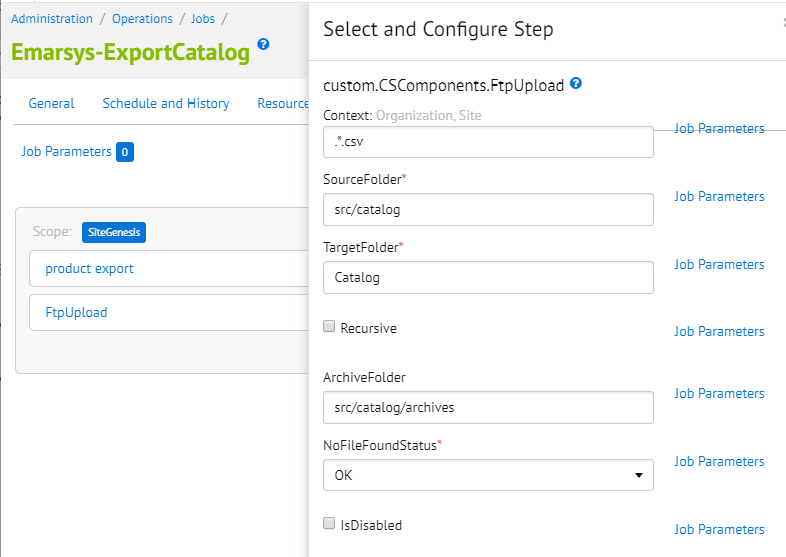 Administration / Operations / Jobs /
Emarsys-ExportCatalog ?
General Schedule and History Resource
Job Parameters 0
Scope: SiteGenesis
product export
FtpUpload
Select and Configure Step
custom.CSComponents.FtpUpload ?
Context: Organization, Site
.*.csv
Job Parameters
SourceFolder*
src/catalog
Job Parameters
TargetFolder*
Catalog
Job Parameters
Recursive
Job Parameters
ArchiveFolder
src/catalog/archives
Job Parameters
NoFileFoundStatus*
OK
Job Parameters
IsDisabled
Job Parameters